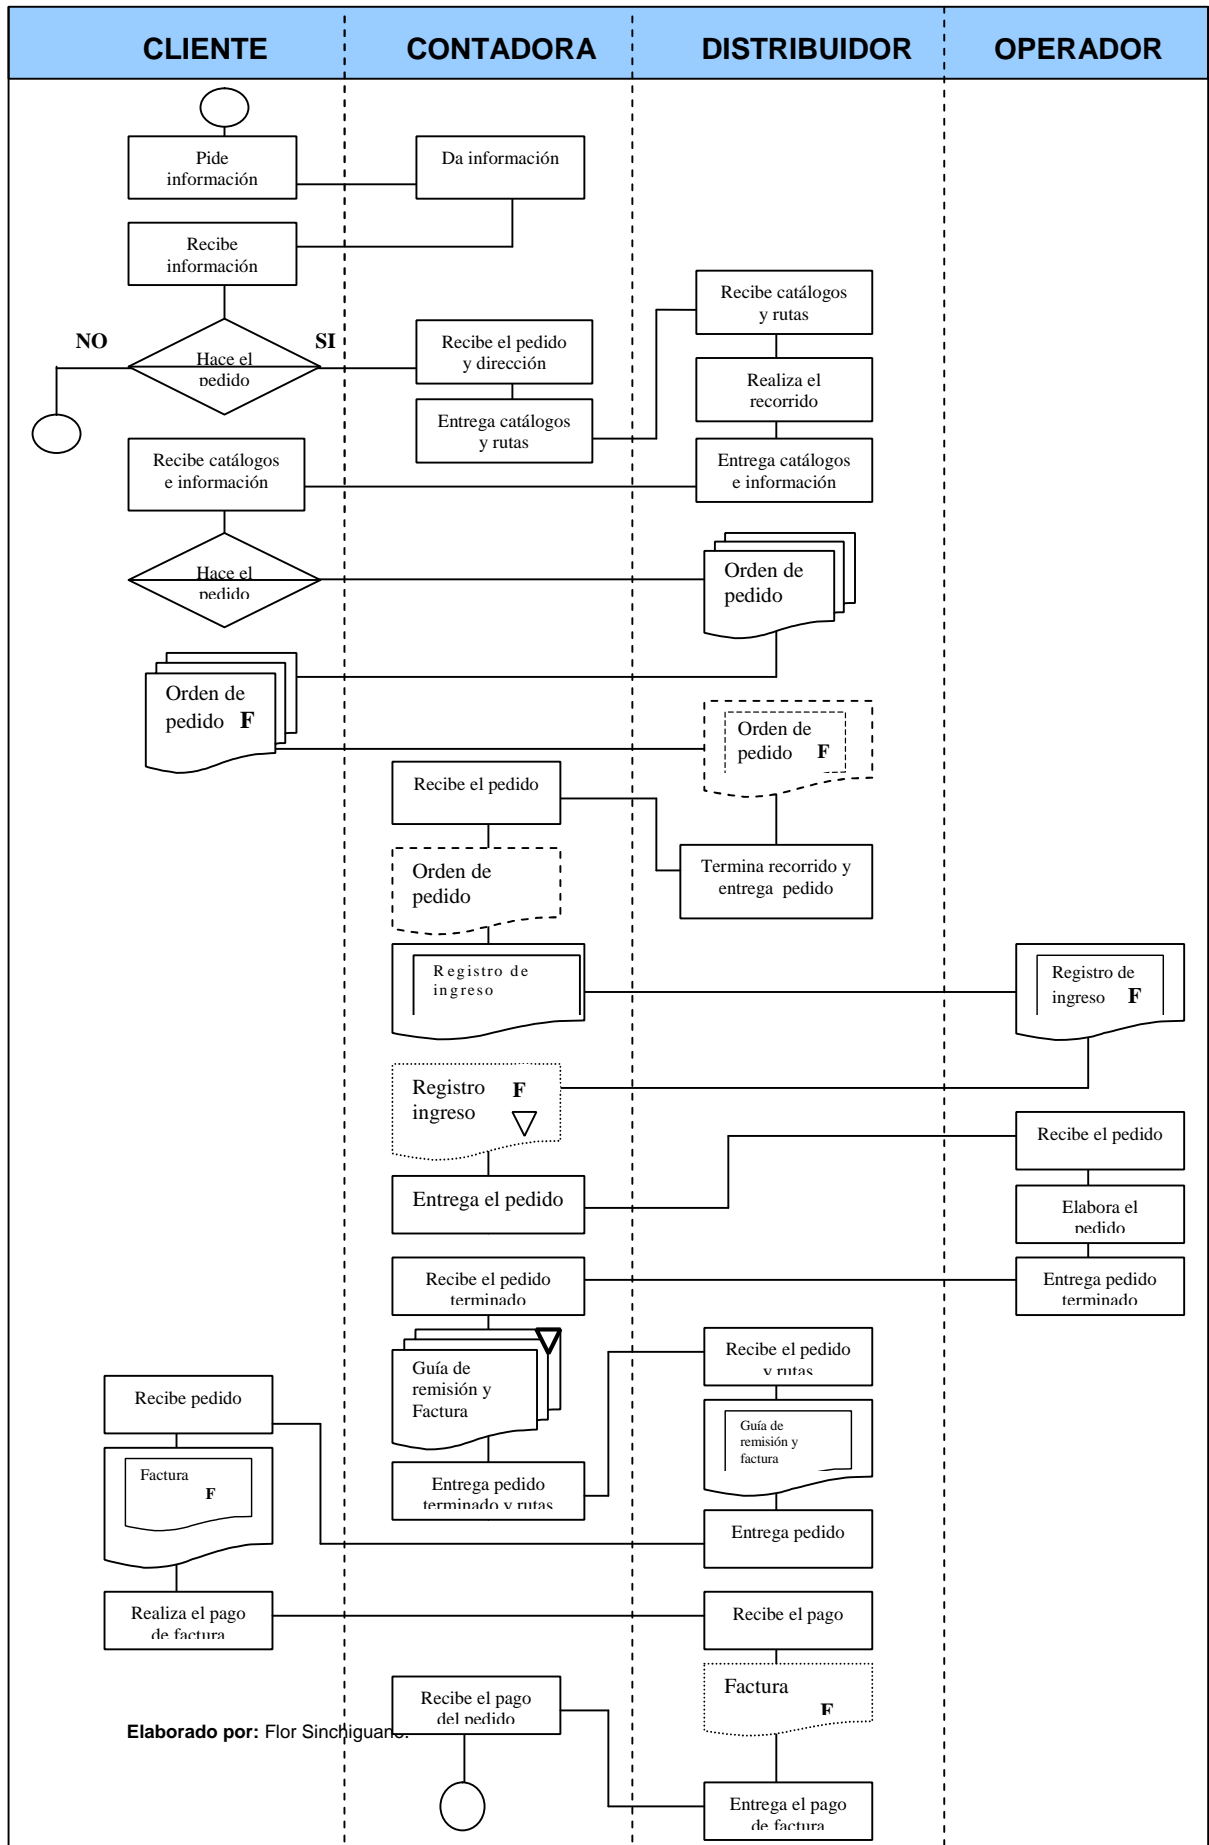 CLIENTE
CONTADORA
DISTRIBUIDOR
OPERADOR
Pide
información
Da información
Recibe
información
Recibe catálogos
y rutas
NO
Hace el
pedido
SI
Recibe el pedido
y dirección
Realiza el
recorrido
Entrega catálogos
y rutas
Recibe catálogos
e información
Entrega catálogos
e información
Hace el
pedido
Orden de
pedido
Orden de
pedido F
Orden de
pedido F
Recibe el pedido
Termina recorrido y
entrega pedido
Orden de
pedido
Registro de
ingreso
Registro de
ingreso F
Registro F
ingreso
Recibe el pedido
Entrega el pedido
Elabora el
pedido
Recibe el pedido
terminado
Entrega pedido
terminado
Recibe el pedido
y rutas
Guía de
remisión y
Factura
Recibe pedido
Guía de
remisión y
factura
Factura
F
Entrega pedido
terminado y rutas
Entrega pedido
Realiza el pago
de factura
Recibe el pago
Factura
F
Recibe el pago
del pedido
Elaborado por: Flor Sinchiguano.
Entrega el pago
de factura